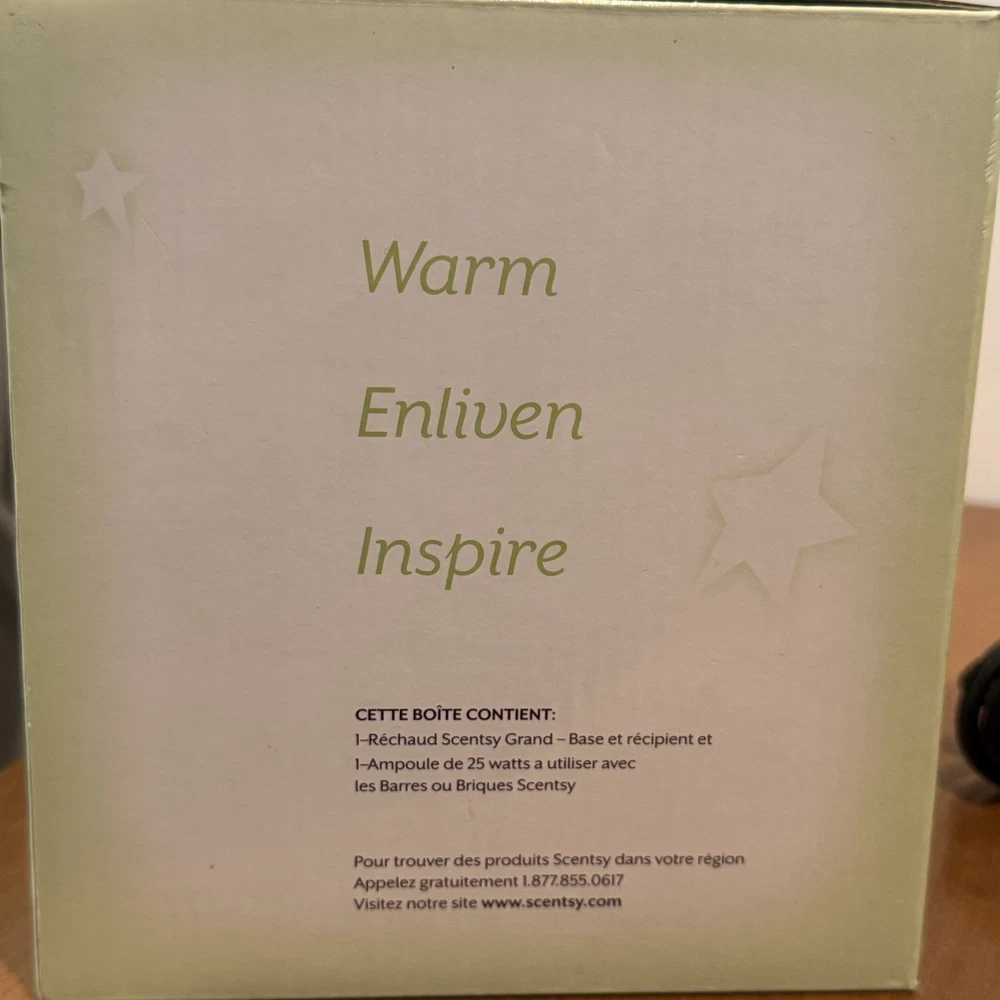 Warm
Enliven
Inspire
CETTE BOÎTE CONTIENT:
1–Réchaud Scentsy Grand – Base et récipient et
1–Ampoule de 25 watts a utiliser avec
les Barres ou Briques Scentsy
Pour trouver des produits Scentsy dans votre région
Appelez gratuitement 1.877.855.0617
Visitez notre site www.scentsy.com